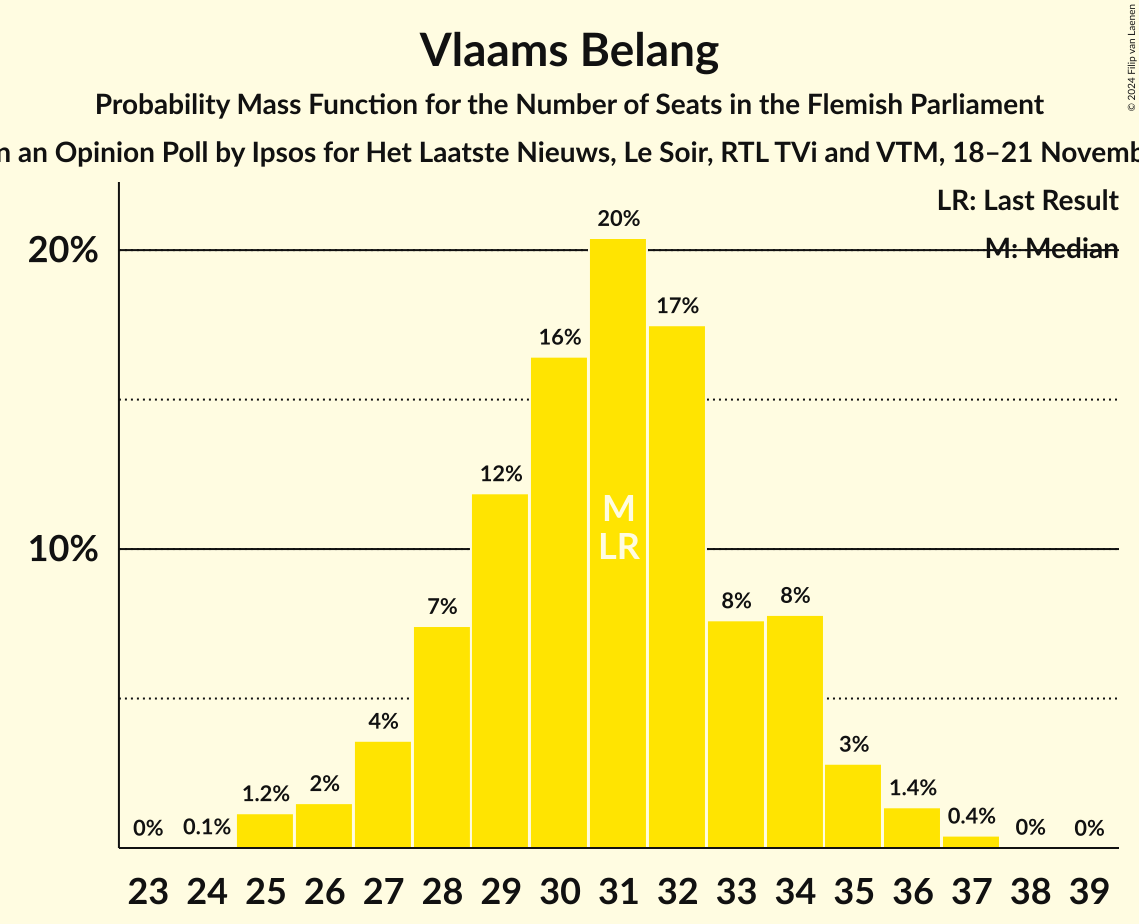 Vlaams Belang
Probability Mass Function for the Number of Seats in the Flemish Parliament
an Opinion Poll by Ipsos for Het Laatste Nieuws, Le Soir, RTL TVi and VTM, 18–21
© 2024 Filip van Laenen
LR: Last Result
M: Median
20%
10%
0%
0.1%
1.2%
2%
4%
7%
12%
16%
20%
17%
8%
8%
3%
1.4%
0.4%
0%
0%
M
LR
23 24 25 26 27 28 29 30 31 32 33 34 35 36 37 38 39